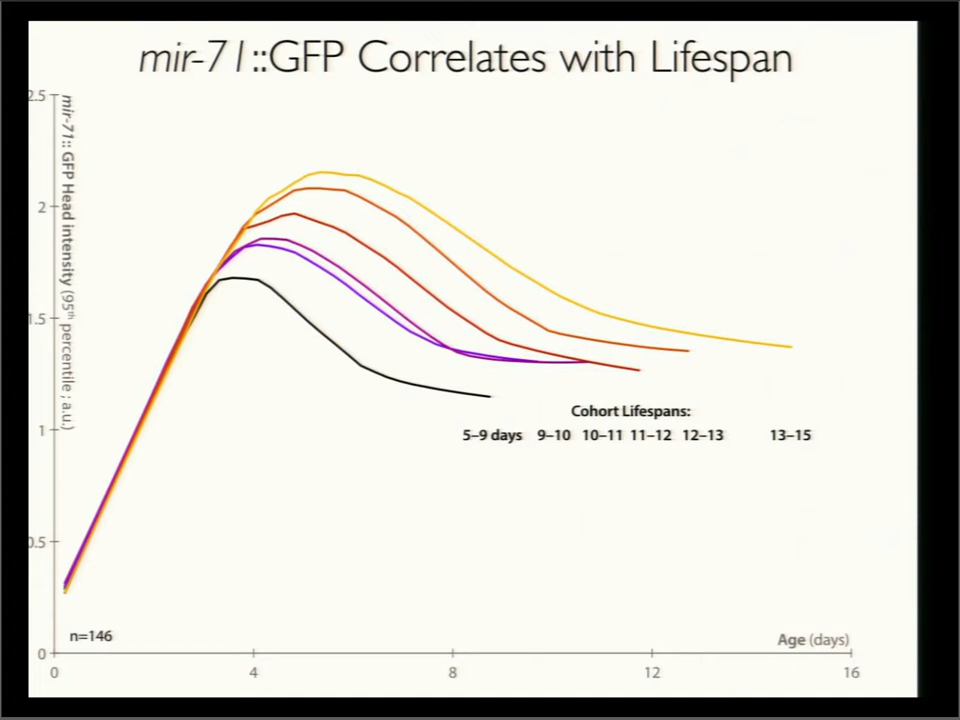 mir-71::GFP Correlates with Lifespan
2.5
2
1.5
1
0.5
0
mir-71:: GFP Head intensity (95th percentile ; a.u.)
Cohort Lifespans:
5–9 days 9–10 10–11 11–12 12–13 13–15
n=146
Age (days)
0 4 8 12 16